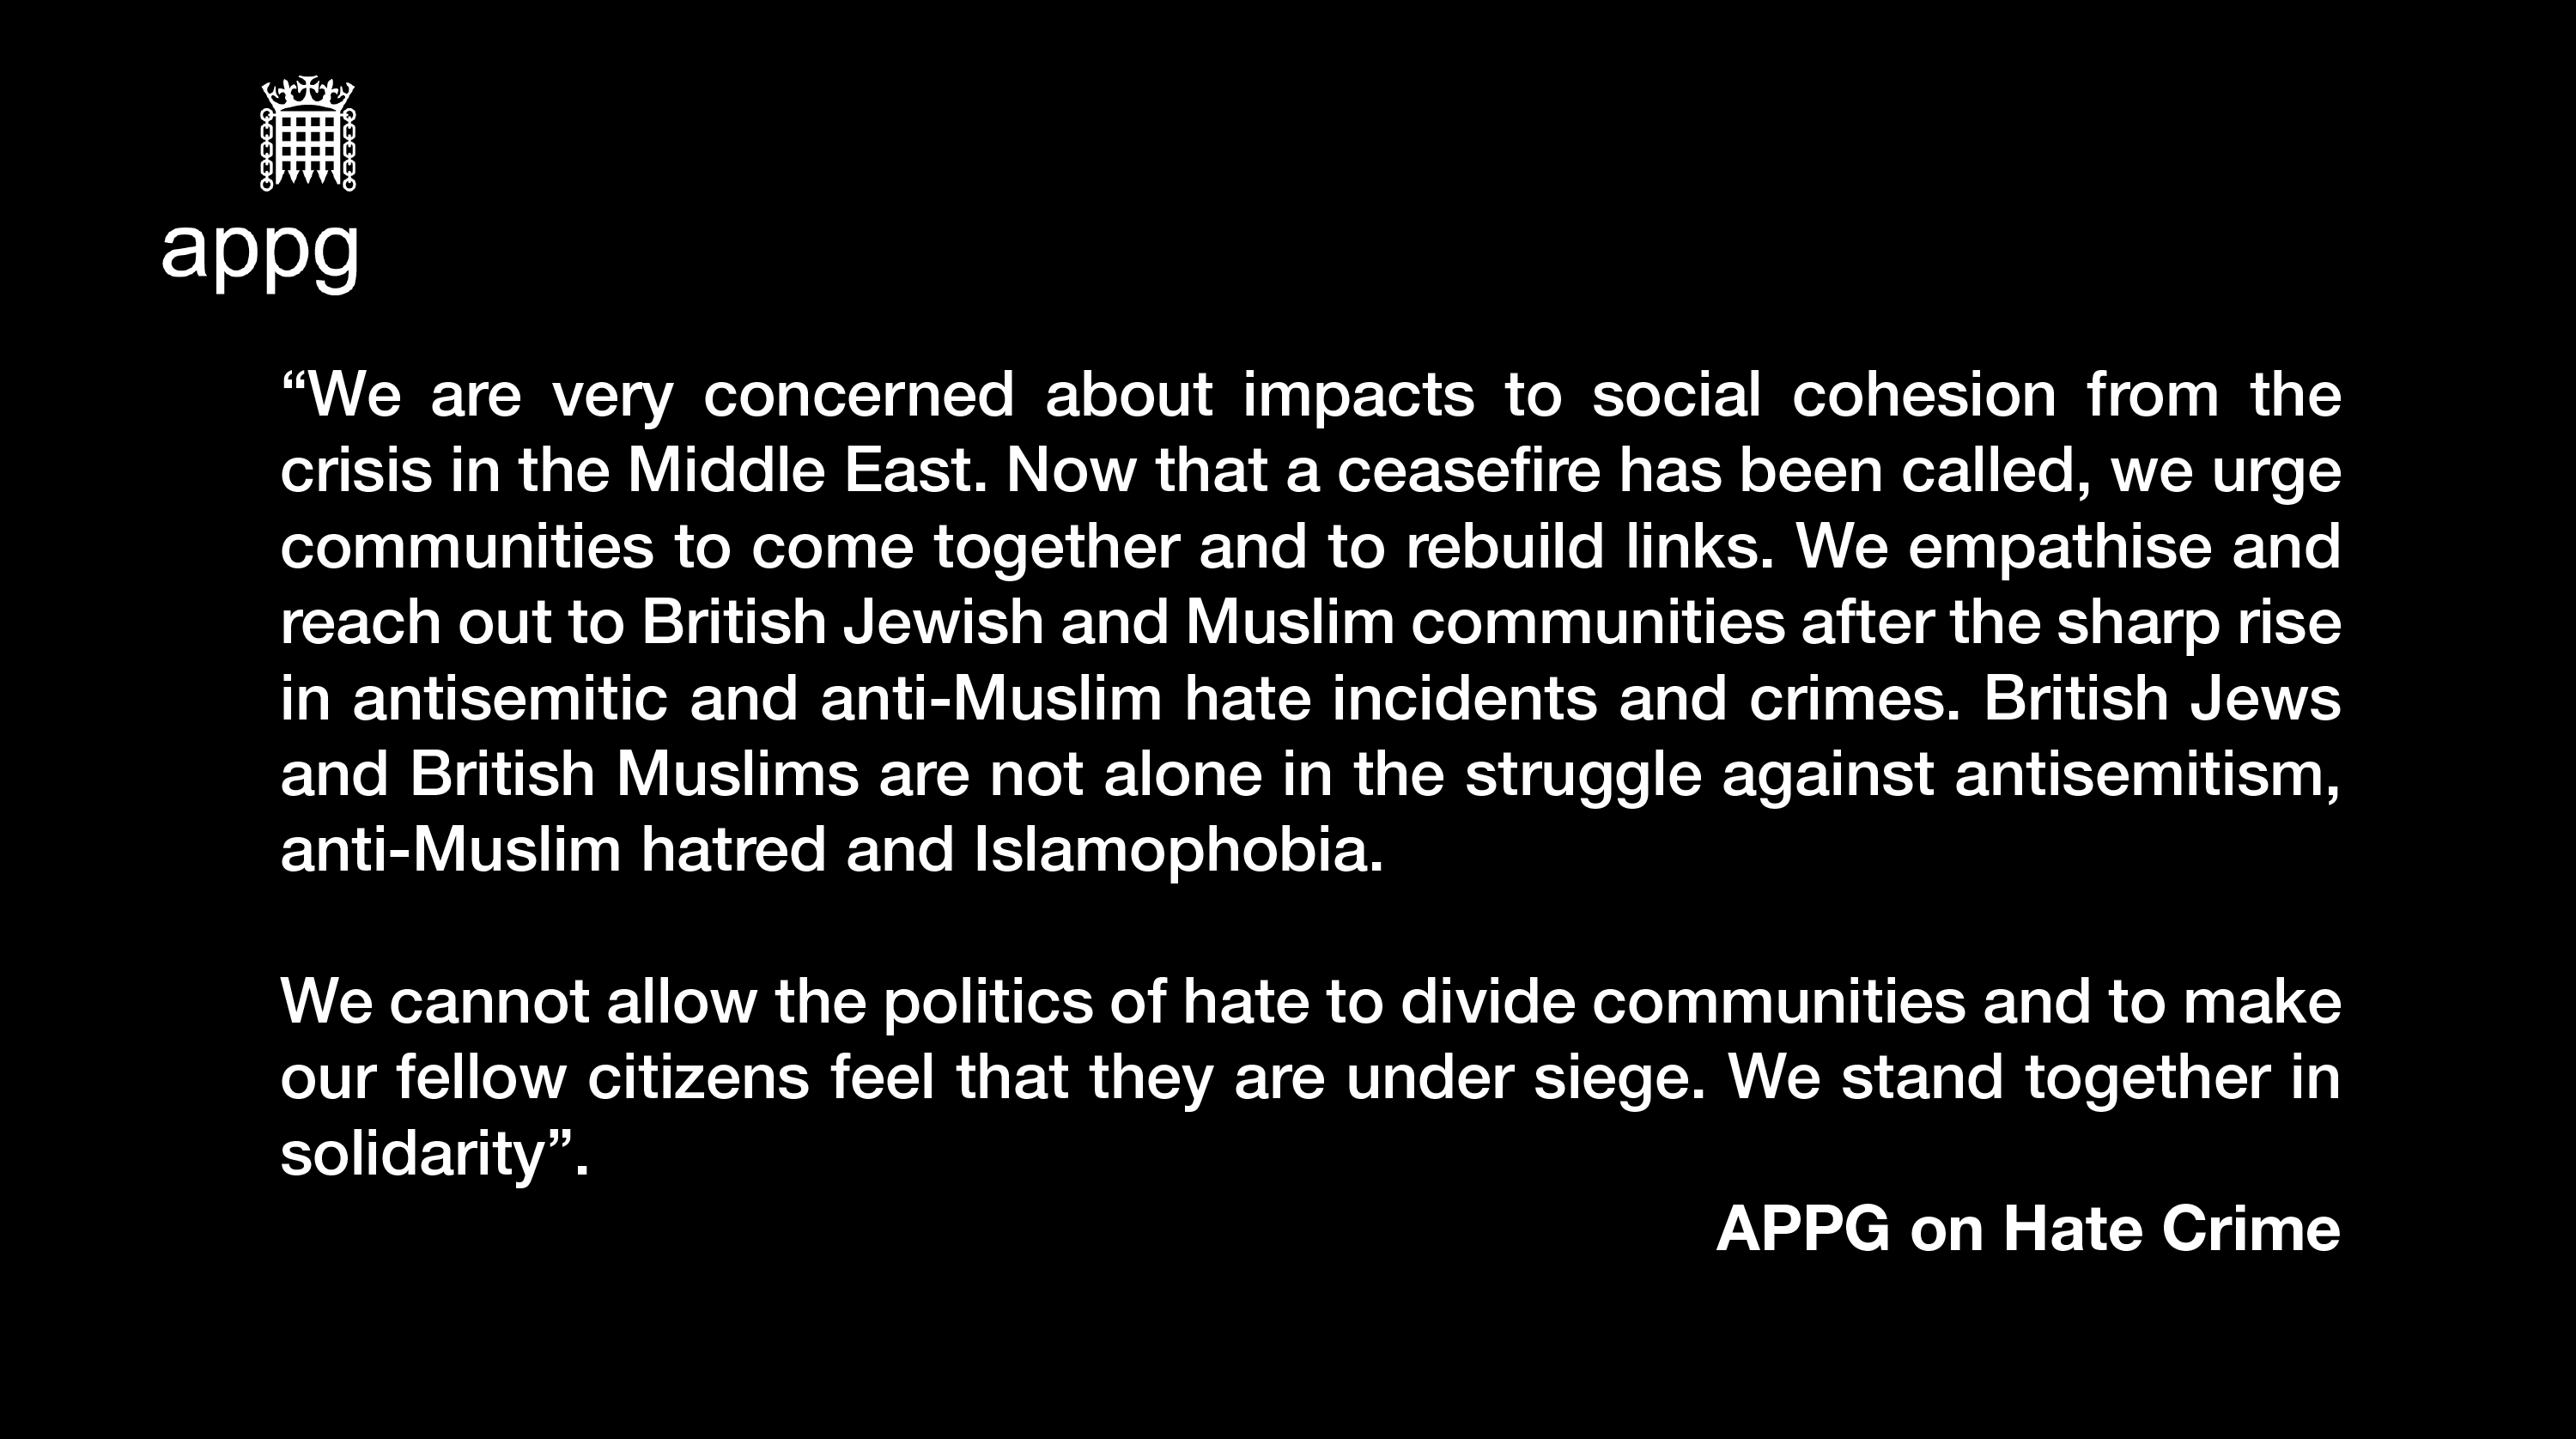 appg
“We are very concerned about impacts to social cohesion from the
crisis in the Middle East. Now that a ceasefire has been called, we urge
communities to come together and to rebuild links. We empathise and
reach out to British Jewish and Muslim communities after the sharp rise
in antisemitic and anti-Muslim hate incidents and crimes. British Jews
and British Muslims are not alone in the struggle against antisemitism,
anti-Muslim hatred and Islamophobia.
We cannot allow the politics of hate to divide communities and to make
our fellow citizens feel that they are under siege. We stand together in
solidarity”.
APPG on Hate Crime